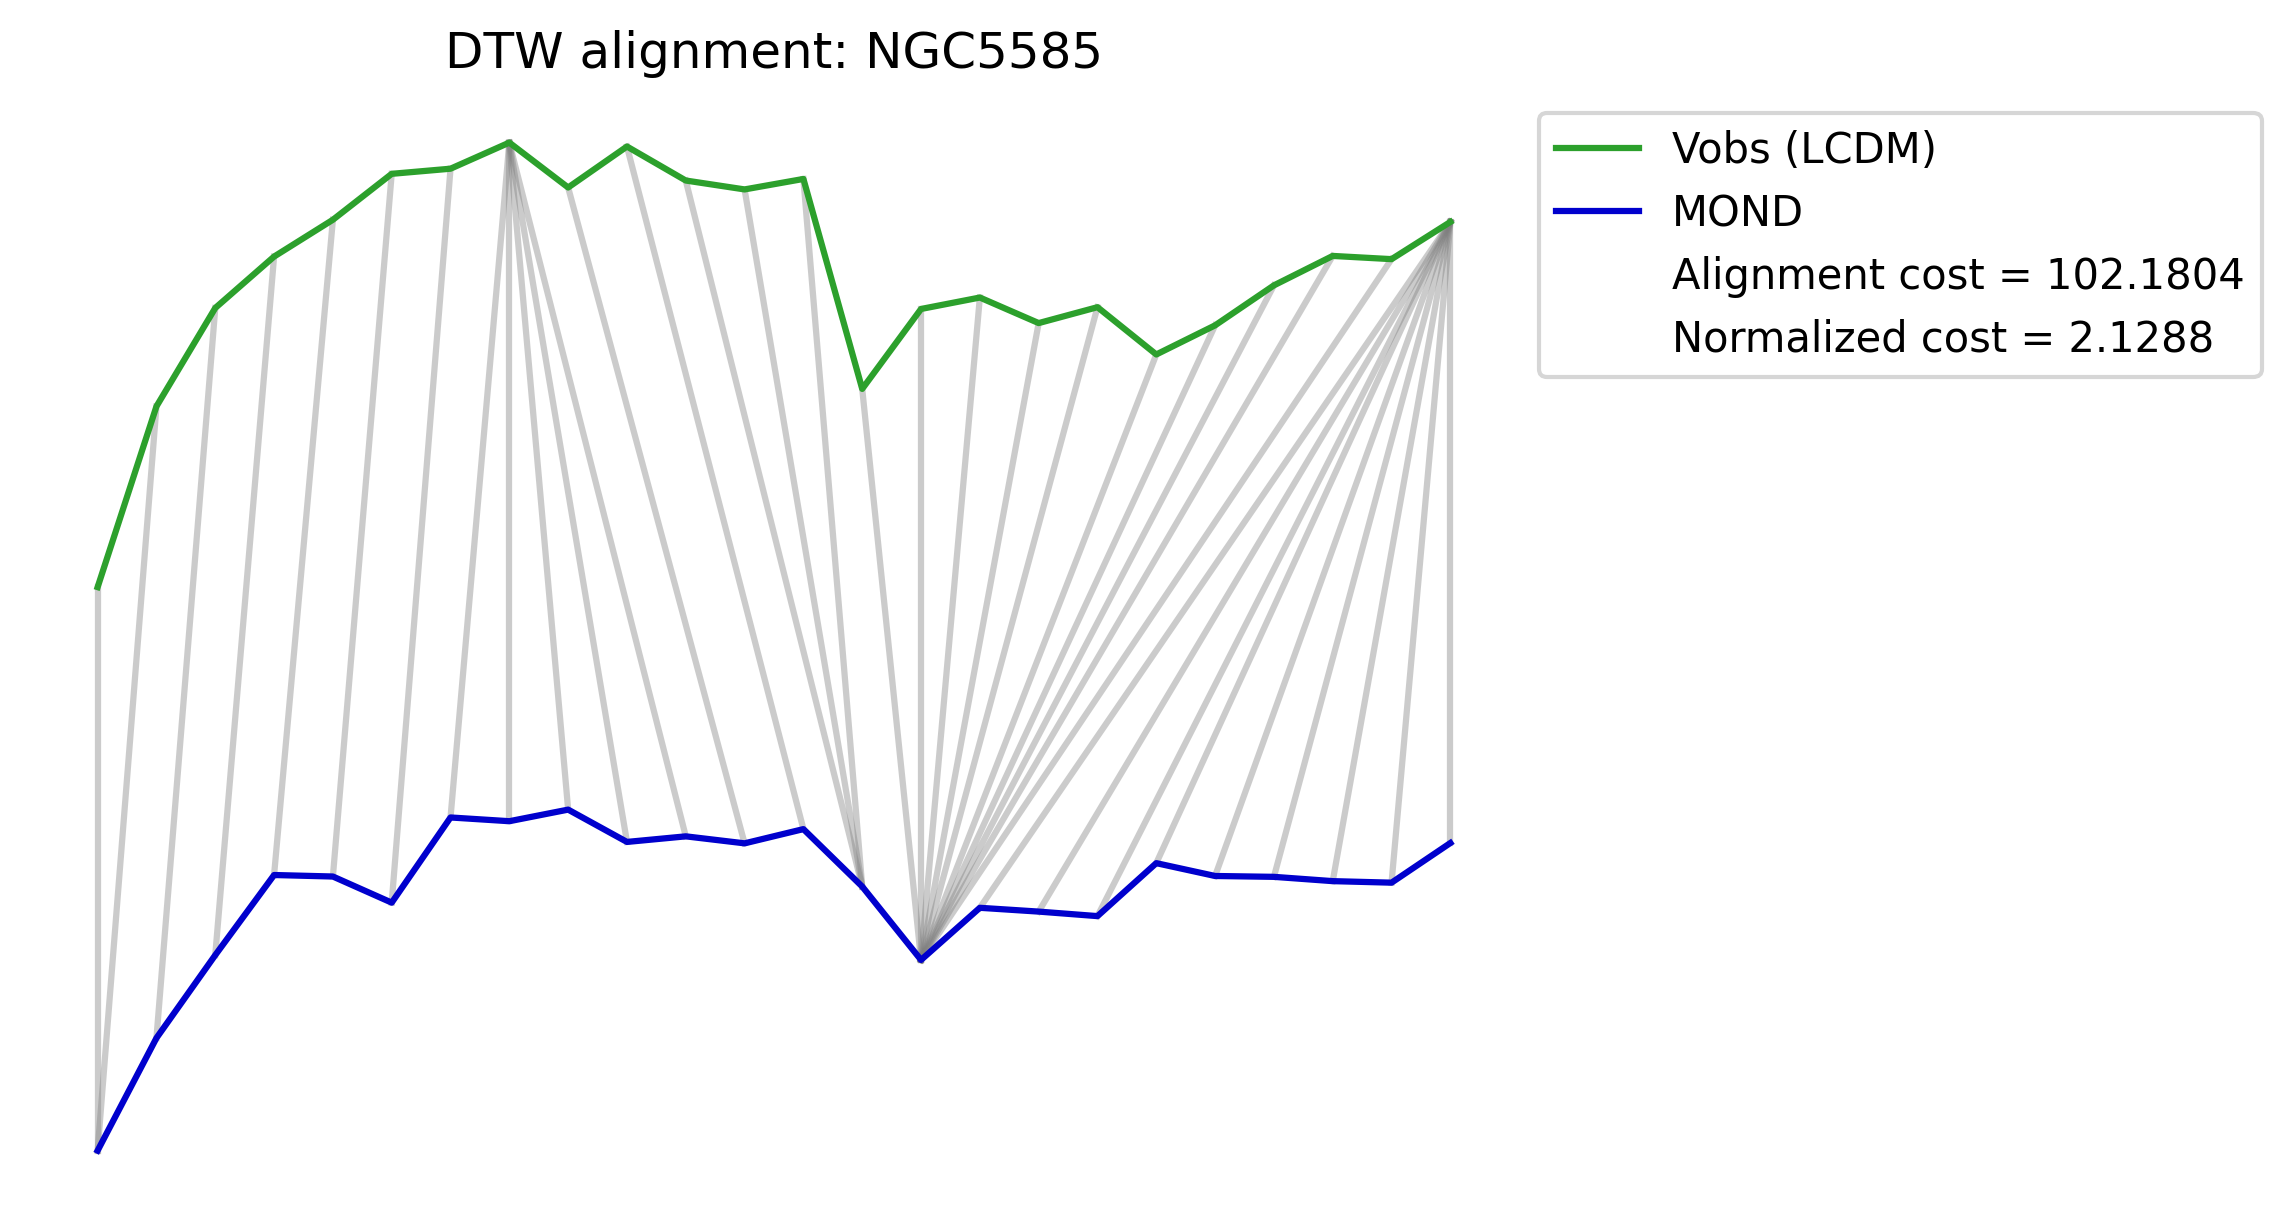 DTW alignment: NGC5585
Vobs (LCDM)
MOND
Alignment cost = 102.1804
Normalized cost = 2.1288